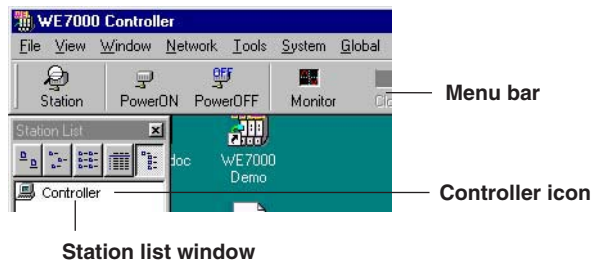 WE7000 Controller
File View Window Network Tools System Global
Station PowerON PowerOFF Monitor
OFF
Menu bar
Station List
doc WE7000
Demo
Controller
Controller icon
Station list window